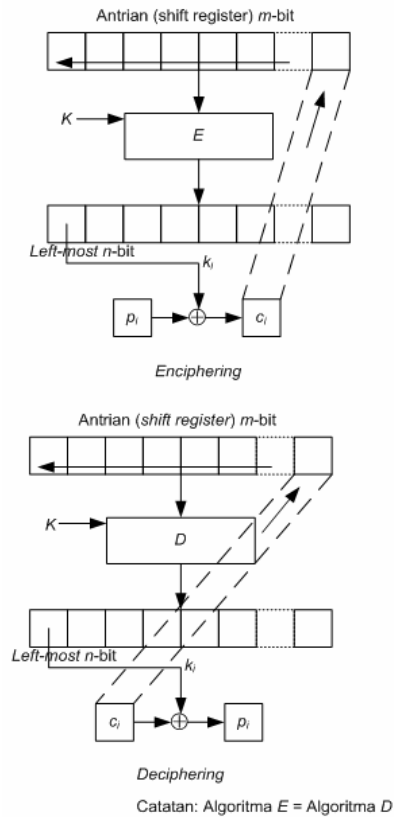 Antrian (shift register) m-bit
K
E
Left-most n-bit
ki
pi
ci
Enciphering
Antrian (shift register) m-bit
K
D
Left-most n-bit
ki
ci
pi
Deciphering
Catatan: Algoritma E = Algoritma D